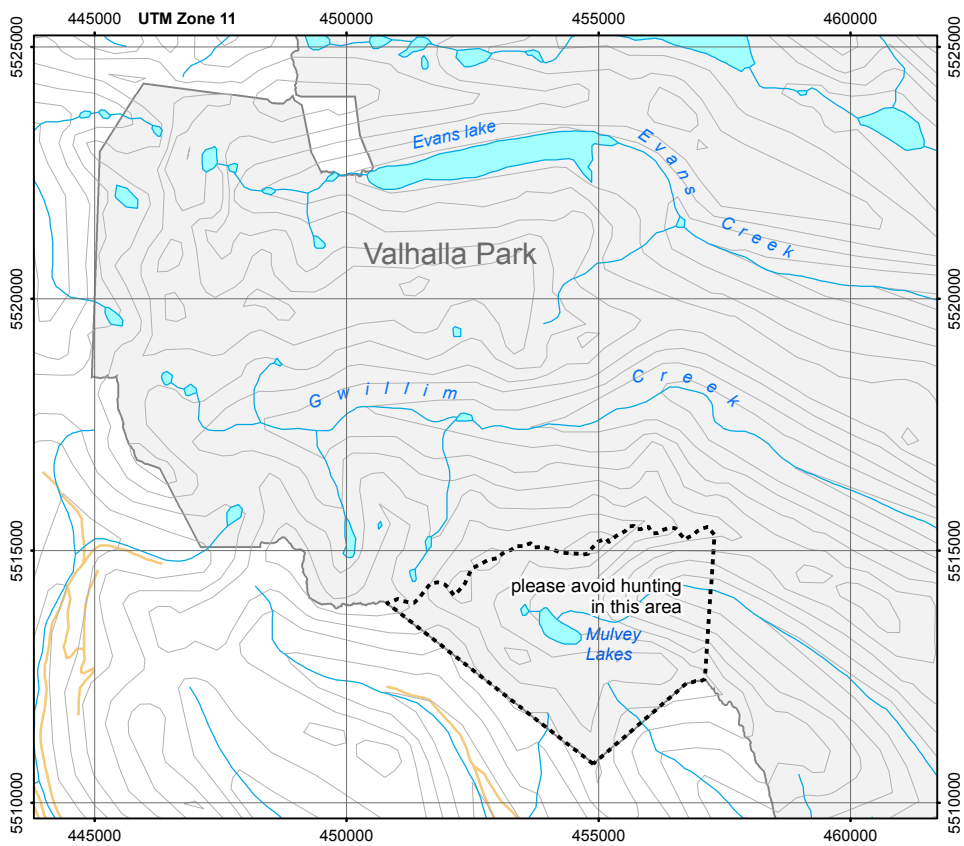 445000 UTM Zone 11 450000 455000 460000
5525000 5525000
Evans lake
Evans
Creek
Valhalla Park
5520000 5520000
Gwillim Creek
5515000 5515000
please avoid hunting
in this area
Mulvey
Lakes
5510000 5510000
445000 450000 455000 460000